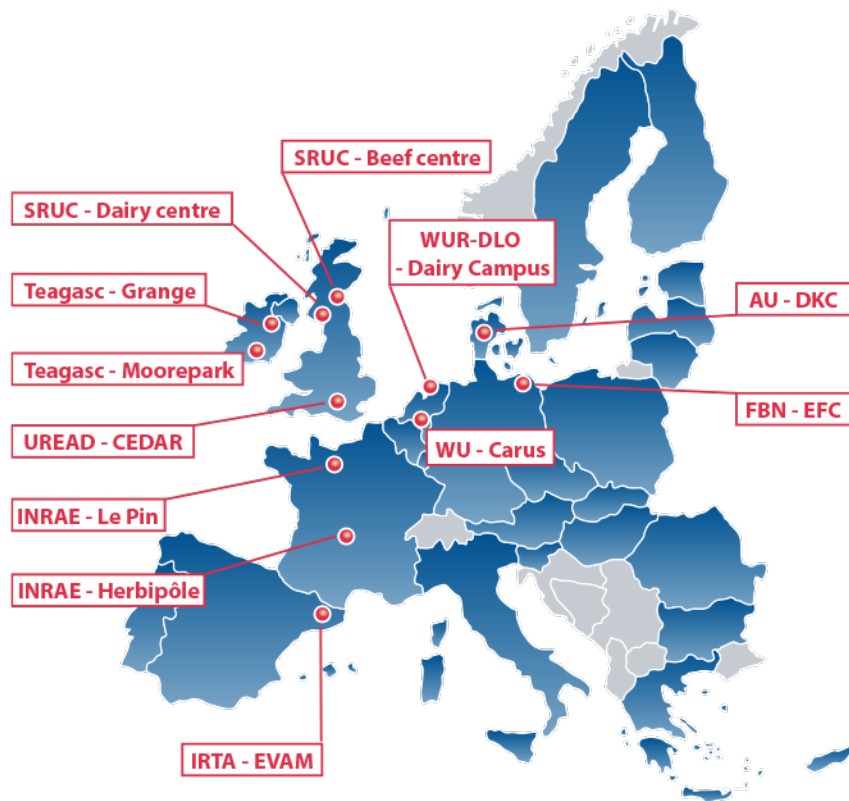 SRUC - Beef centre
SRUC - Dairy centre
WUR-DLO
- Dairy Campus
Teagasc - Grange
AU - DKC
Teagasc - Moorepark
FBN - EFC
UREAD - CEDAR
WU - Carus
INRAE - Le Pin
INRAE - Herbipôle
IRTA - EVAM